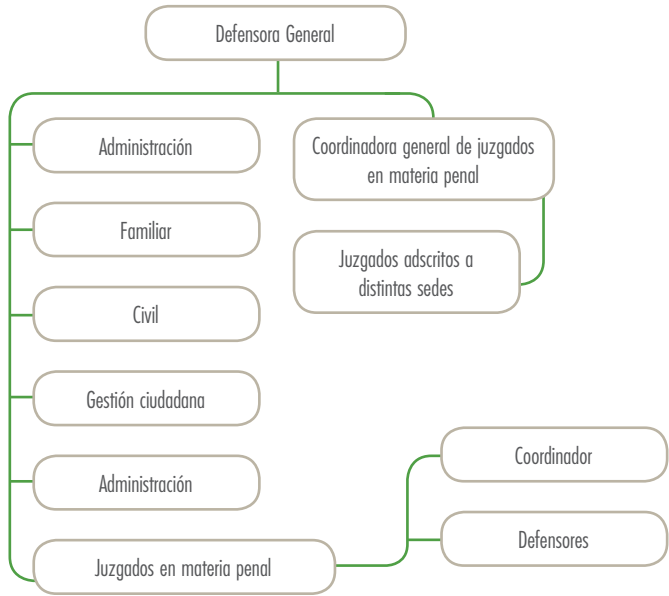 Defensora General
Administración
Familiar
Civil
Gestión ciudadana
Administración
Juzgados en materia penal
Coordinadora general de juzgados
en materia penal
Juzgados adscritos a
distintas sedes
Coordinador
Defensores